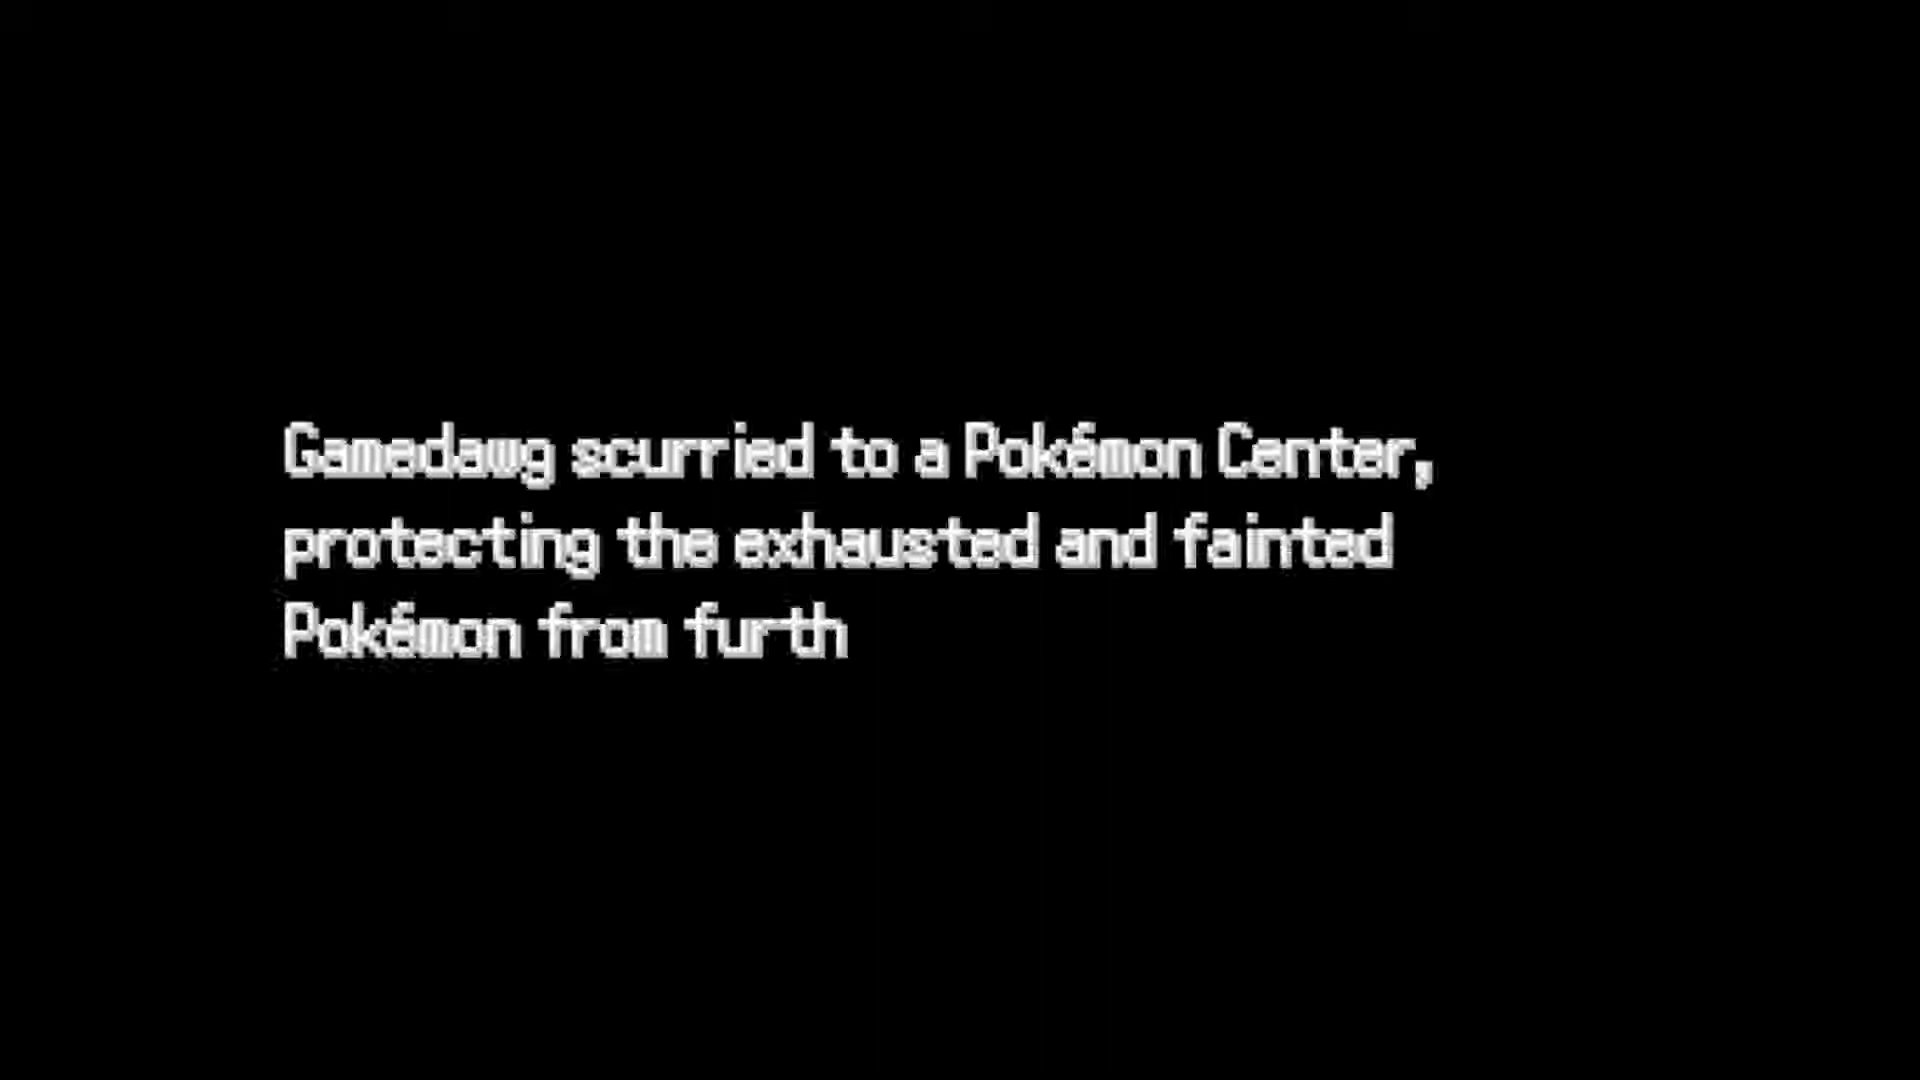 Gamedawg scurried to a Pokémon Center,
protecting the exhausted and fainted
Pokémon from furth